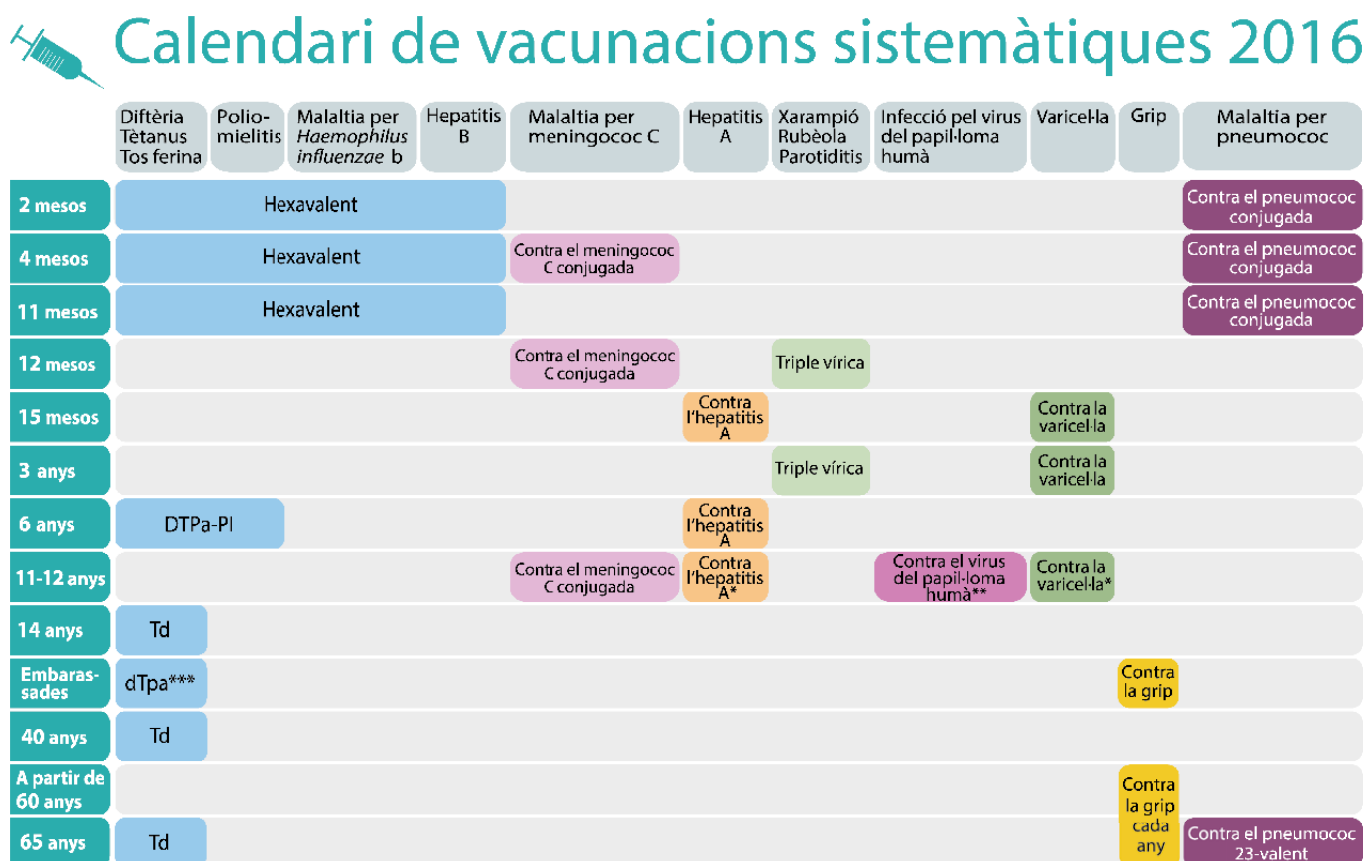 Calendari de vacunacions sistemàtiques 2016
Diftèria
Tètanus
Tos ferina
Polio-
mielitis
Malaltia per
Haemophilus
influenzae b
Hepatitis
B
Malaltia per
meningococ C
Hepatitis
A
Xarampió
Rubèola
Parotiditis
Infecció pel virus
del papil·loma
humà
Varicel·la
Grip
Malaltia per
pneumococ
2 mesos
Hexavalent
Contra el pneumococ
conjugada
4 mesos
Hexavalent
Contra el meningococ
C conjugada
Contra el pneumococ
conjugada
11 mesos
Hexavalent
Contra el pneumococ
conjugada
12 mesos
Contra el meningococ
C conjugada
Triple vírica
15 mesos
Contra
l'hepatitis
A
Contra la
varicel·la
3 anys
Triple vírica
Contra la
varicel·la
6 anys
DTPa-PI
Contra
l'hepatitis
A
11-12 anys
Contra el meningococ
C conjugada
Contra
l'hepatitis
A*
Contra el virus
del papil·loma
humà**
Contra la
varicel·la*
14 anys
Td
Embaras-
sades
dTpa***
Contra
la grip
40 anys
Td
A partir de
60 anys
Contra
la grip
cada
any
65 anys
Td
Contra el pneumococ
23-valent